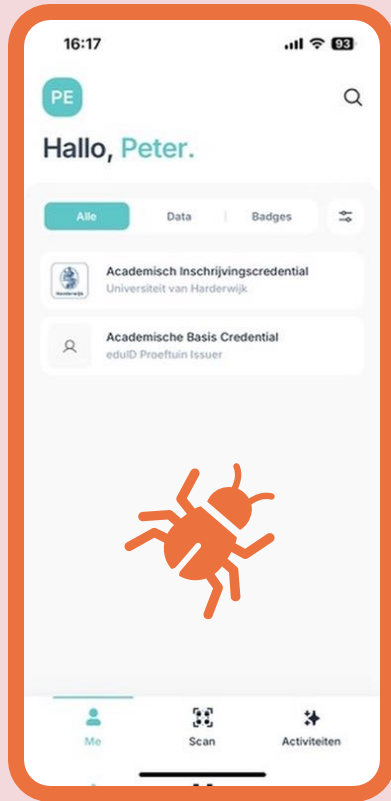 16:17
93
PE
Hallo, Peter.
Alle
Data
Badges
Academisch Inschrijvingscredential
Universiteit van Harderwijk
Harderwijk
Academische Basis Credential
eduID Proeftuin Issuer
Me
Scan
Activiteiten